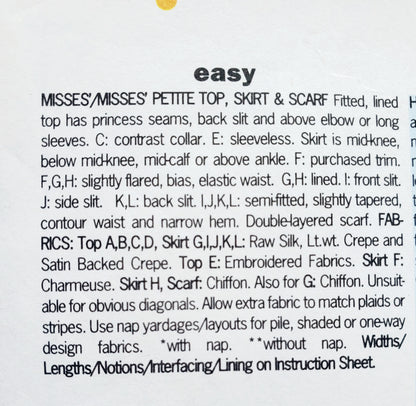 easy
MISSES'/MISSES' PETITE TOP, SKIRT & SCARF Fitted, lined
top has princess seams, back slit and above elbow or long
sleeves. C: contrast collar. E: sleeveless. Skirt is mid-knee,
below mid-knee, mid-calf or above ankle. F: purchased trim.
F,G,H: slightly flared, bias, elastic waist. G,H: lined. I: front slit.
J: side slit. K,L: back slit. I,J,K,L: semi-fitted, slightly tapered,
contour waist and narrow hem. Double-layered scarf. FAB-
RICS: Top A,B,C,D, Skirt G,I,J,K,L: Raw Silk, Lt.wt. Crepe and
Satin Backed Crepe. Top E: Embroidered Fabrics. Skirt F:
Charmeuse. Skirt H, Scarf: Chiffon. Also for G: Chiffon. Unsuit-
able for obvious diagonals. Allow extra fabric to match plaids or
stripes. Use nap yardages/layouts for pile, shaded or one-way
design fabrics. *with nap. **without nap. Widths/
Lengths/Notions/Interfacing/Lining on Instruction Sheet.